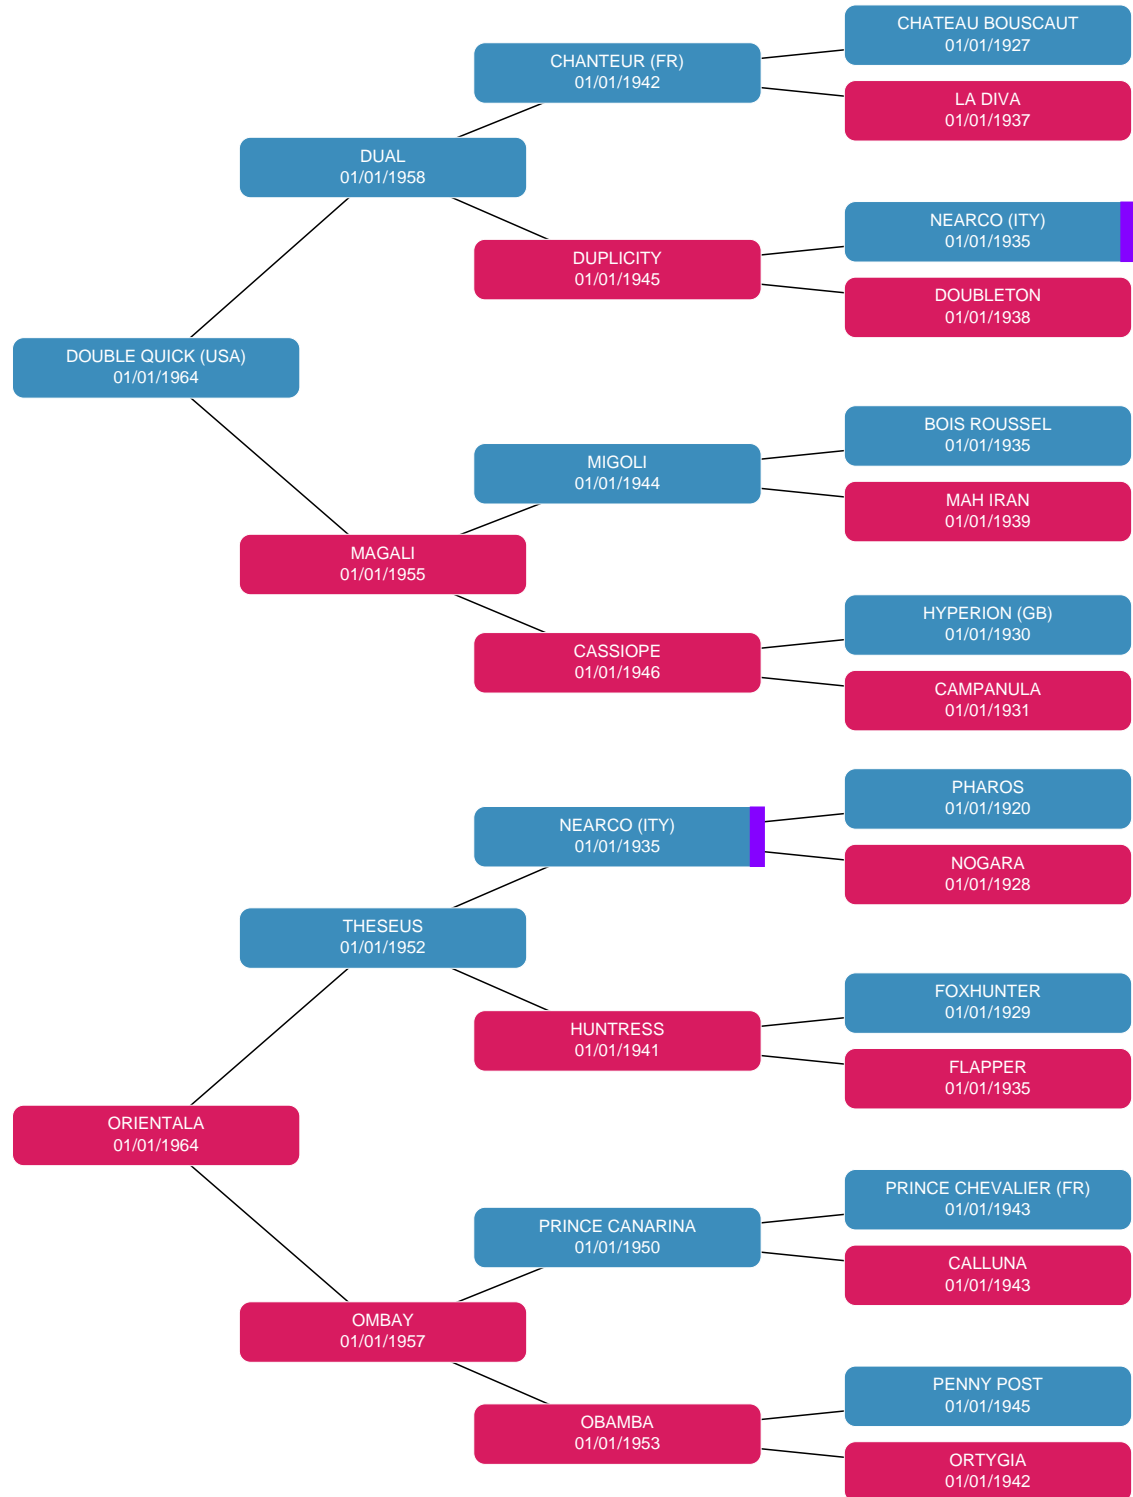 CHATEAU BOUSCAUT
01/01/1927
CHANTEUR (FR)
01/01/1942
LA DIVA
01/01/1937
DUAL
01/01/1958
NEARCO (ITY)
01/01/1935
DUPLICITY
01/01/1945
DOUBLETON
01/01/1938
DOUBLE QUICK (USA)
01/01/1964
BOIS ROUSSEL
01/01/1935
MIGOLI
01/01/1944
MAH IRAN
01/01/1939
MAGALI
01/01/1955
HYPERION (GB)
01/01/1930
CASSIOPE
01/01/1946
CAMPANULA
01/01/1931
PHAROS
01/01/1920
NEARCO (ITY)
01/01/1935
NOGARA
01/01/1928
THESEUS
01/01/1952
FOXHUNTER
01/01/1929
HUNTRESS
01/01/1941
FLAPPER
01/01/1935
ORIENTALA
01/01/1964
PRINCE CHEVALIER (FR)
01/01/1943
PRINCE CANARINA
01/01/1950
CALLUNA
01/01/1943
OMBAY
01/01/1957
PENNY POST
01/01/1945
OBAMBA
01/01/1953
ORTYGIA
01/01/1942